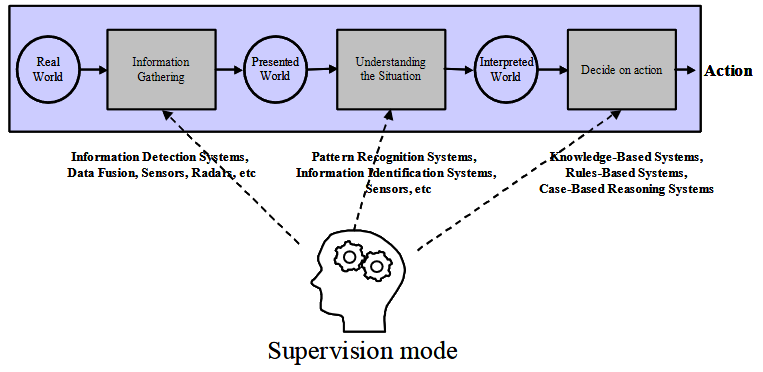 Real
World
Information
Gathering
Presented
World
Understanding
the Situation
Interpreted
World
Decide on action
Action
Information Detection Systems,
Data Fusion, Sensors, Radars, etc
Pattern Recognition Systems,
Information Identification Systems,
Sensors, etc
Knowledge-Based Systems,
Rules-Based Systems,
Case-Based Reasoning Systems
Supervision mode